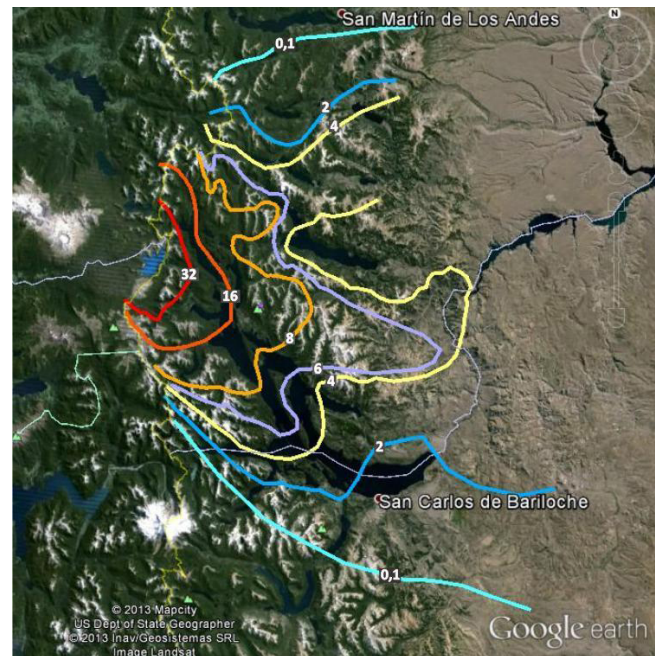 N
San Martín de Los Andes
0,1
2
4
32
16
8
6
4
2
San Carlos de Bariloche
0,1
© 2013 Mapcity
US Dept of State Geographer
© 2013 Inav/Geosistemas SRL
Image Landsat
Google earth